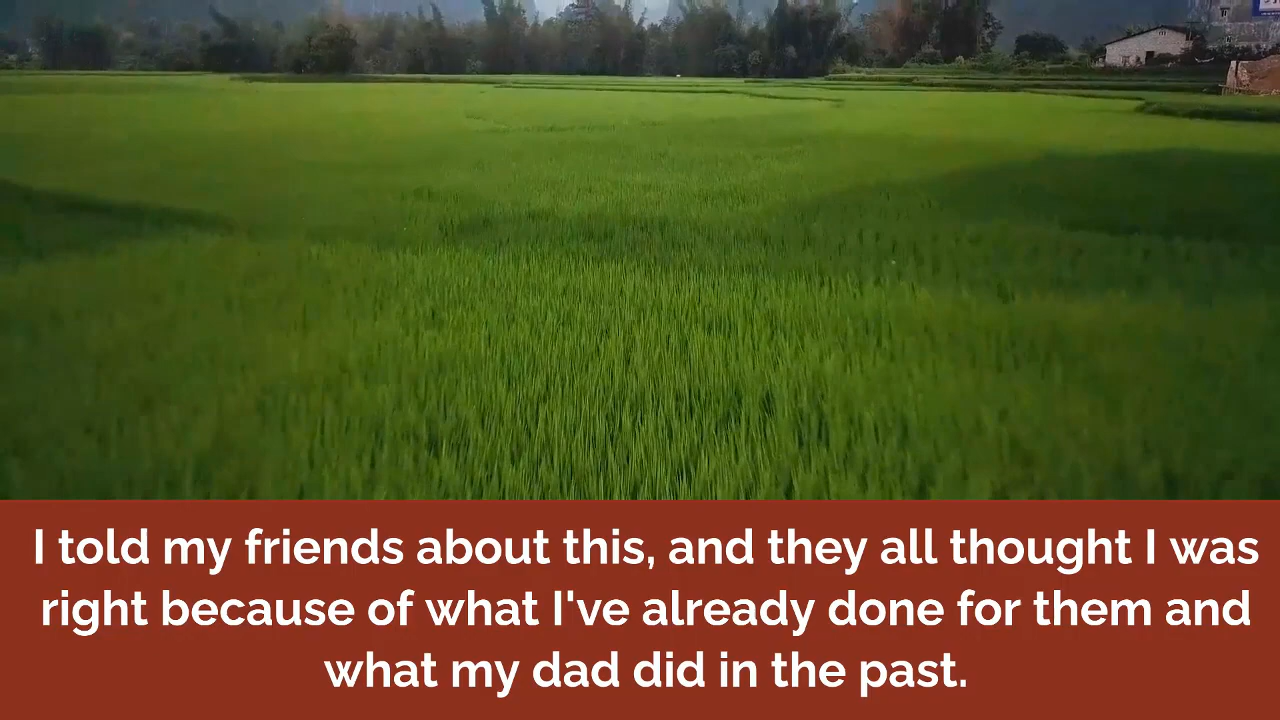 I told my friends about this, and they all thought I was
right because of what I've already done for them and
what my dad did in the past.